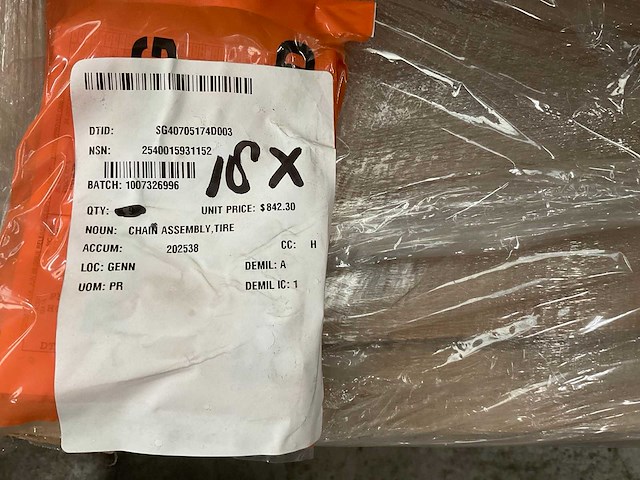 DTID: SG40705174D003
NSN: 2540015931152
18 X
BATCH: 1007326996
QTY: UNIT PRICE: $842.30
NOUN: CHAIN ASSEMBLY,TIRE
ACCUM: 202538 CC: H
LOC: GENN DEMIL: A
UOM: PR DEMIL IC: 1